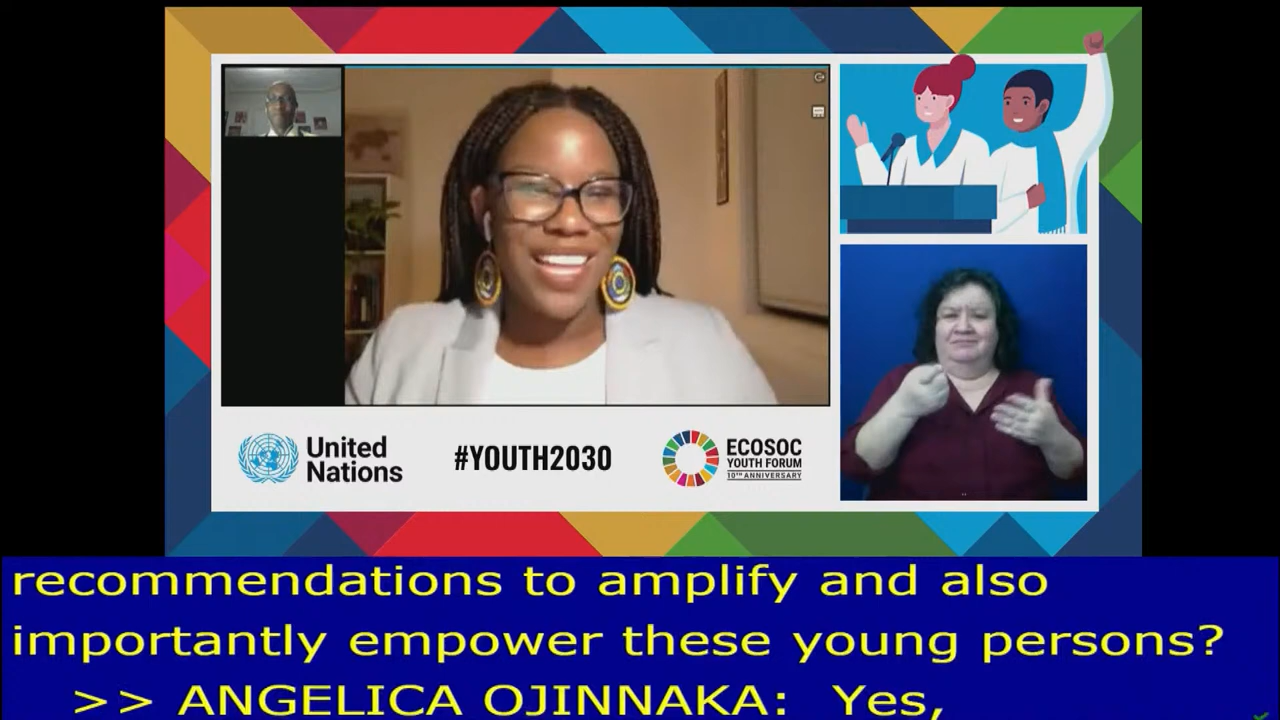 United
Nations
#YOUTH2030
ECOSOC
YOUTH FORUM
10TH ANNIVERSARY
recommendations to amplify and also
importantly empower these young persons?
>> ANGELICA OJINNAKA: Yes,